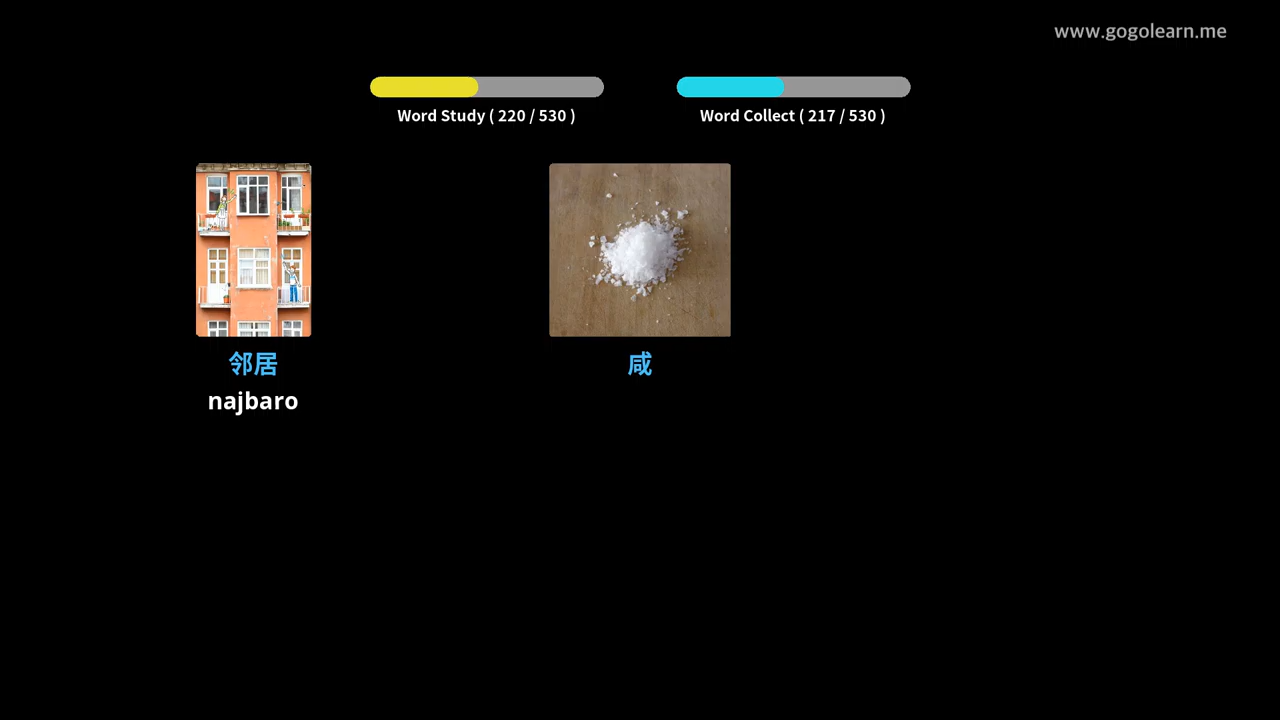 www.gogolearn.me
Word Study ( 220 / 530 )
Word Collect ( 217 / 530 )
邻居
najbaro
咸